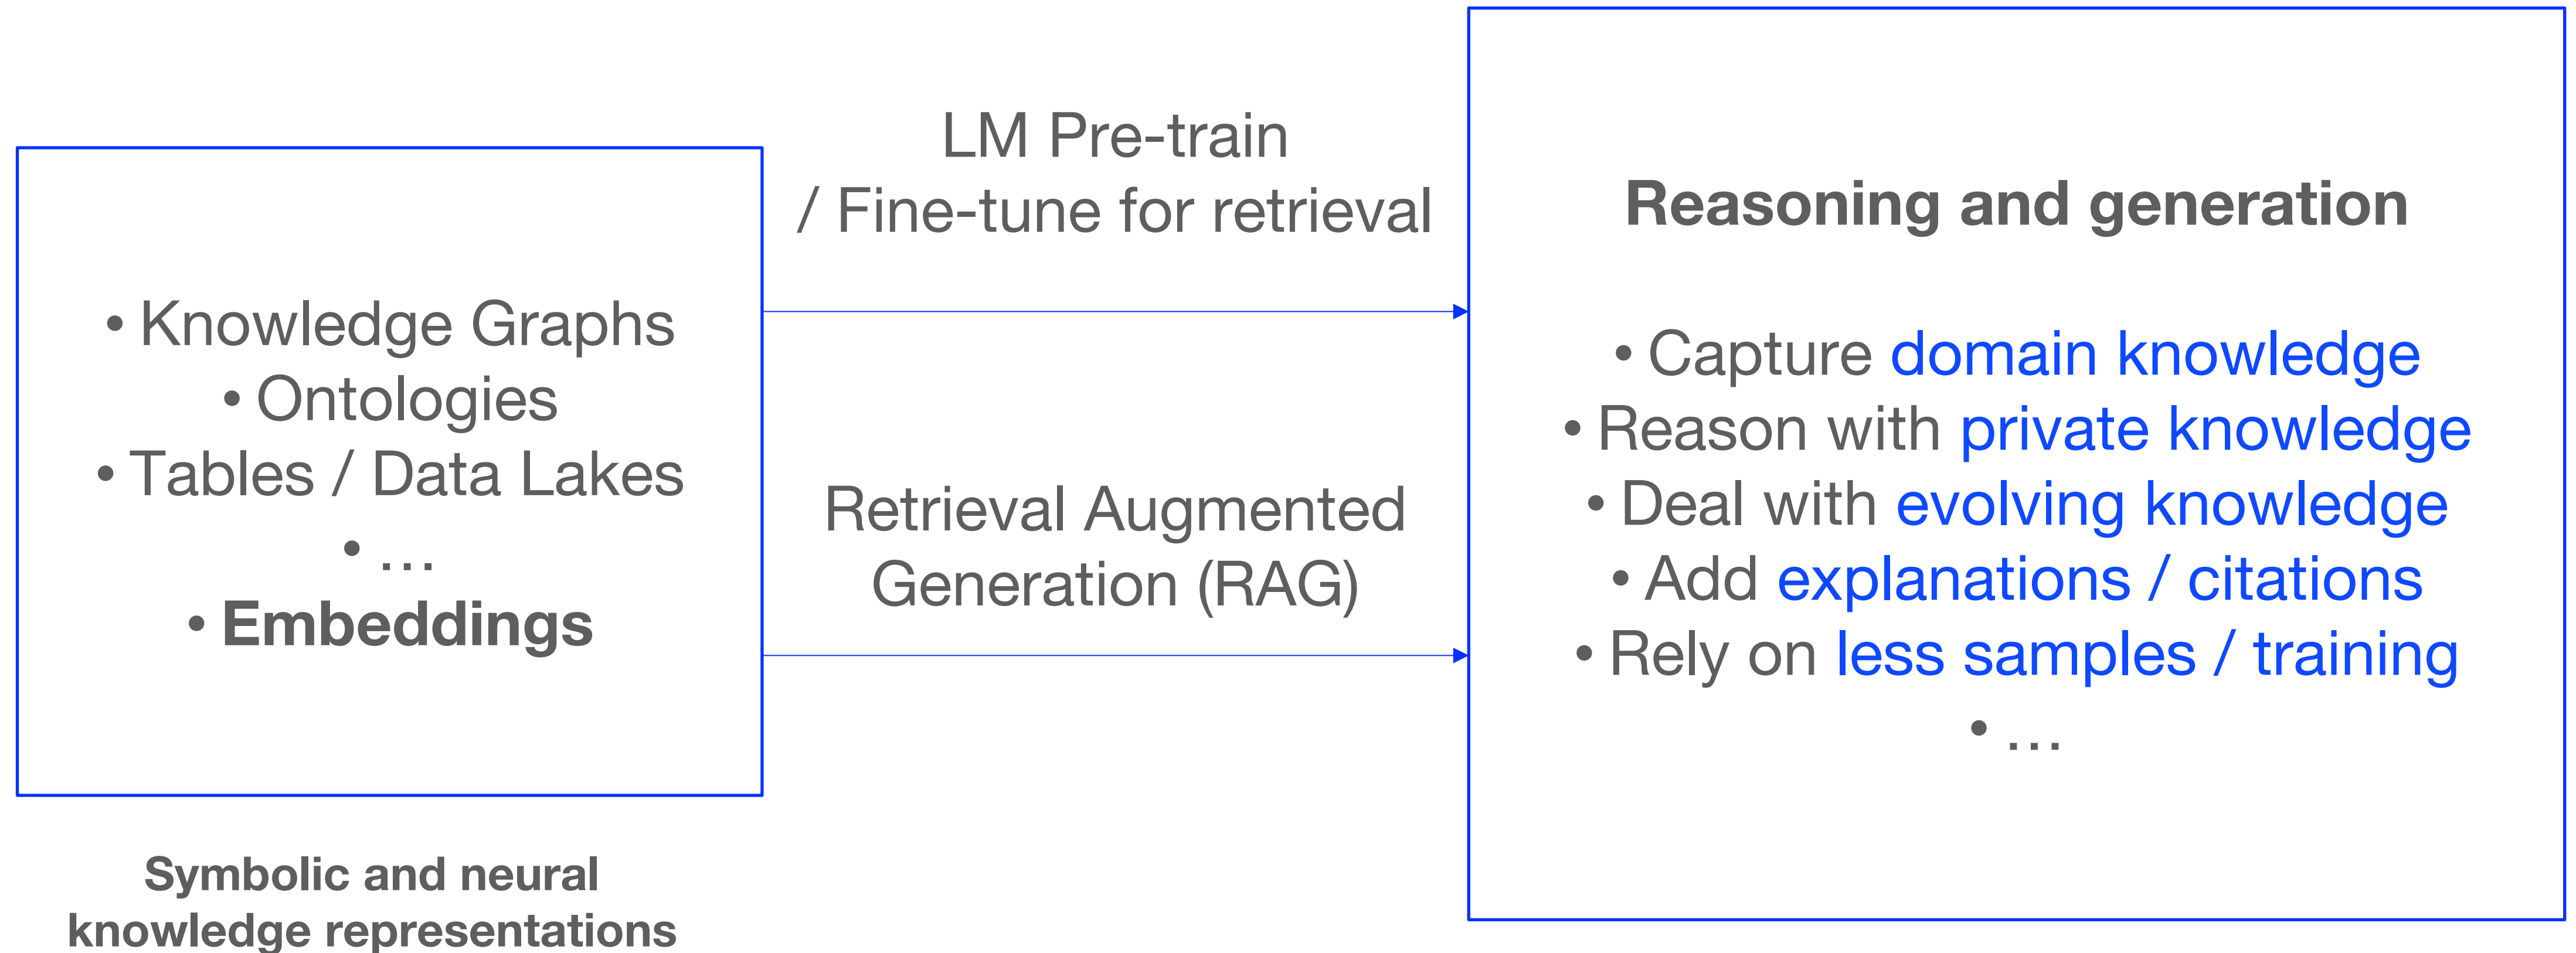 • Knowledge Graphs
• Ontologies
• Tables / Data Lakes
• …
• Embeddings
Symbolic and neural
knowledge representations
LM Pre-train
/ Fine-tune for retrieval
Retrieval Augmented
Generation (RAG)
Reasoning and generation
• Capture domain knowledge
• Reason with private knowledge
• Deal with evolving knowledge
• Add explanations / citations
• Rely on less samples / training
• …